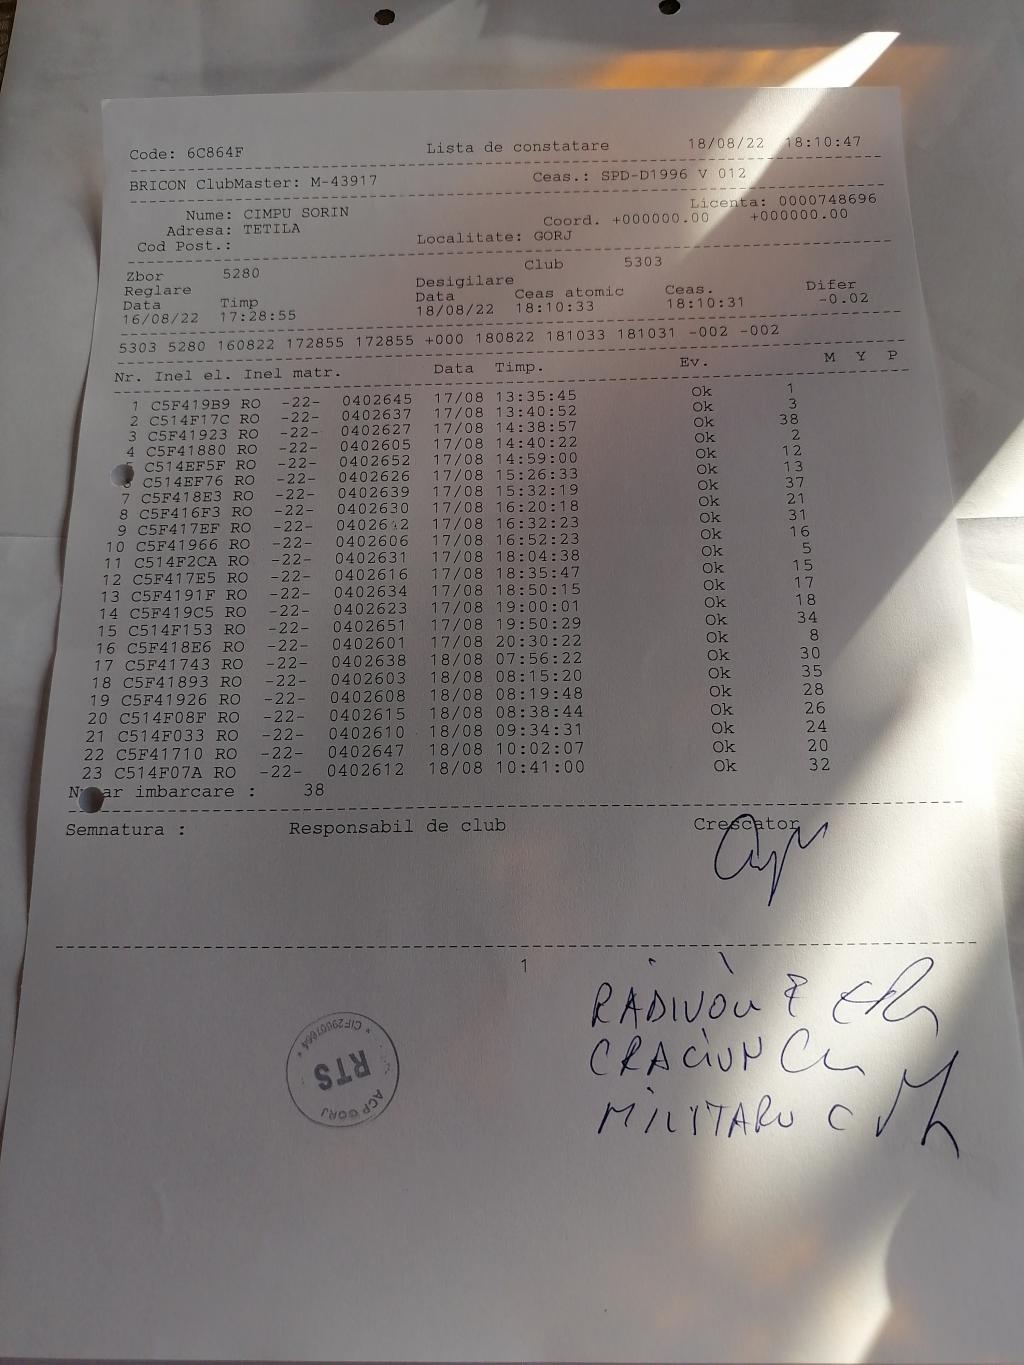 Code: 6C864F Lista de constatare 18/08/22 18:10:47
BRICON ClubMaster: M-43917 Ceas.: SPD-D1996 V 012
Licenta: 0000748696
Nume: CIMPU SORIN Coord. +000000.00 +000000.00
Adresa: TETILA
Cod Post.: Localitate: GORJ
Zbor 5280 Club 5303
Reglare Desigilare
Data Timp Data Ceas atomic Ceas. Difer
16/08/22 17:28:55 18/08/22 18:10:33 18:10:31 -0.02
5303 5280 160822 172855 172855 +000 180822 181033 181031 -002 -002
Nr. Inel el. Inel matr. Data Timp. Ev. M Y P
1 C5F419B9 RO -22- 0402645 17/08 13:35:45 Ok 1
2 C514F17C RO -22- 0402637 17/08 13:40:52 Ok 3
3 C5F41923 RO -22- 0402627 17/08 14:38:57 Ok 38
4 C5F41880 RO -22- 0402605 17/08 14:40:22 Ok 2
C514EF5F RO -22- 0402652 17/08 14:59:00 Ok 12
6 C514EF76 RO -22- 0402626 17/08 15:26:33 Ok 13
7 C5F418E3 RO -22- 0402639 17/08 15:32:19 Ok 37
8 C5F416F3 RO -22- 0402630 17/08 16:20:18 Ok 21
9 C5F417EF RO -22- 0402642 17/08 16:32:23 Ok 31
10 C5F41966 RO -22- 0402606 17/08 16:52:23 Ok 16
11 C514F2CA RO -22- 0402631 17/08 18:04:38 Ok 5
12 C5F417E5 RO -22- 0402616 17/08 18:35:47 Ok 15
13 C5F4191F RO -22- 0402634 17/08 18:50:15 Ok 17
14 C5F419C5 RO -22- 0402623 17/08 19:00:01 Ok 18
15 C514F153 RO -22- 0402651 17/08 19:50:29 Ok 34
16 C5F418E6 RO -22- 0402601 17/08 20:30:22 Ok 8
17 C5F41743 RO -22- 0402638 18/08 07:56:22 Ok 30
18 C5F41893 RO -22- 0402603 18/08 08:15:20 Ok 35
19 C5F41926 RO -22- 0402608 18/08 08:19:48 Ok 28
20 C514F08F RO -22- 0402615 18/08 08:38:44 Ok 26
21 C514F033 RO -22- 0402610 18/08 09:34:31 Ok 24
22 C5F41710 RO -22- 0402647 18/08 10:02:07 Ok 20
23 C514F07A RO -22- 0402612 18/08 10:41:00 Ok 32
imbarcare : 38
Semnatura : Responsabil de club Crescator
1
RADIVOU
CRACIUN
MILITARU C
* CIF29007664 *
RTS
ACP GORJ